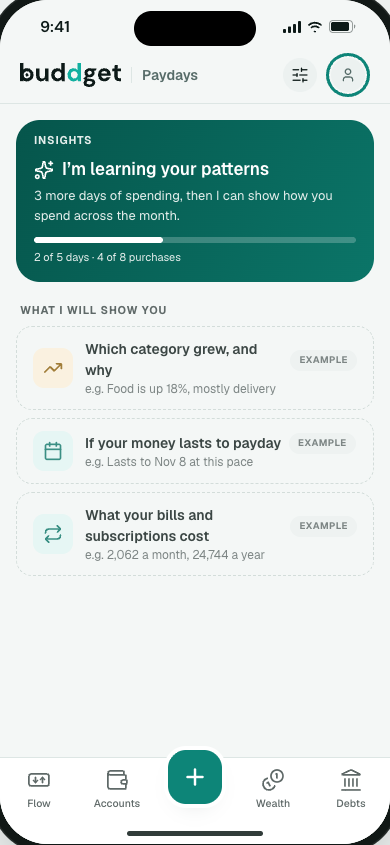 9:41
buddget
Paydays
INSIGHTS
I'm learning your patterns
3 more days of spending, then I can show how you
spend across the month.
2 of 5 days · 4 of 8 purchases
WHAT I WILL SHOW YOU
Which category grew, and
why
EXAMPLE
e.g. Food is up 18%, mostly delivery
If your money lasts to payday
EXAMPLE
e.g. Lasts to Nov 8 at this pace
What your bills and
subscriptions cost
EXAMPLE
e.g. 2,062 a month, 24,744 a year
Flow
Accounts
Wealth
Debts